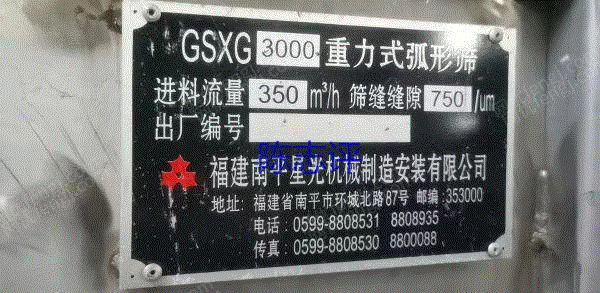 GSXG 3000 重力式弧形筛
进料流量 350 m³/h 筛缝缝隙 750 /um
出厂编号
福建南平星光机械制造安装有限公司
地址: 福建省南平市环城北路87号 邮编: 353000
电话: 0599-8808531 8808935
传真: 0599-8808530 8800088